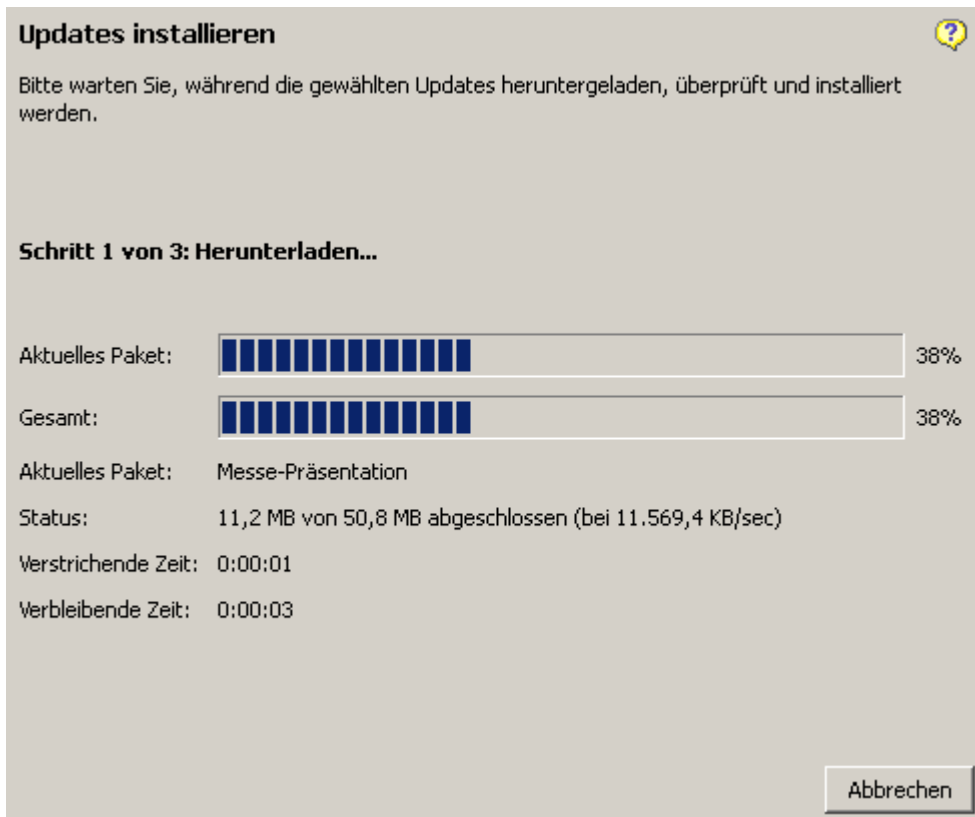 Updates installieren
?
Bitte warten Sie, während die gewählten Updates heruntergeladen, überprüft und installiert
werden.
Schritt 1 von 3: Herunterladen...
Aktuelles Paket: 38%
Gesamt: 38%
Aktuelles Paket: Messe-Präsentation
Status: 11,2 MB von 50,8 MB abgeschlossen (bei 11.569,4 KB/sec)
Verstrichende Zeit: 0:00:01
Verbleibende Zeit: 0:00:03
Abbrechen